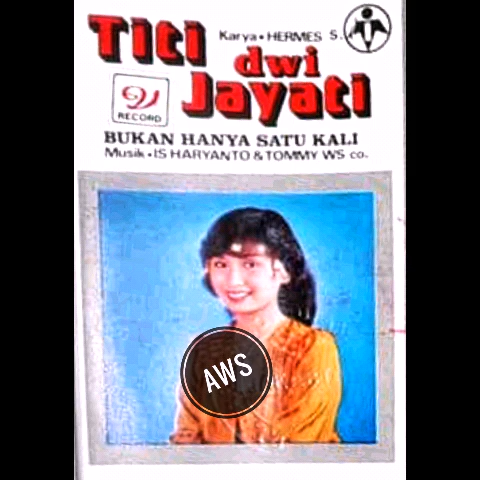 Titi
Karya • HERMES S.
dwi
Jayati
RECORD
BUKAN HANYA SATU KALI
Musik • IS HARYANTO & TOMMY WS co.
AWS